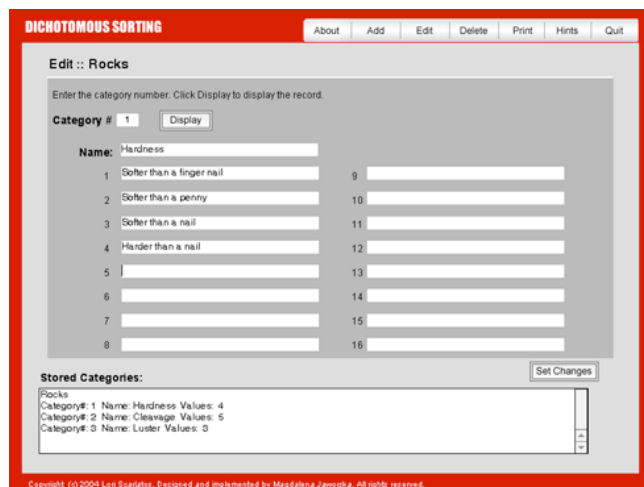 DICHOTOMOUS SORTING
About Add Edit Delete Print Hints Quit
Edit :: Rocks
Enter the category number. Click Display to display the record.
Category # 1 Display
Name: Hardness
1 Softer than a finger nail
2 Softer than a penny
3 Softer than a nail
4 Harder than a nail
5
6
7
8
9
10
11
12
13
14
15
16
Set Changes
Stored Categories:
Rocks
Category#: 1 Name: Hardness Values: 4
Category#: 2 Name: Cleavage Values: 5
Category#: 3 Name: Luster Values: 3
Copyright (c) 2004 Lori Scarlatos. Designed and implemented by Magdalena Jaworska. All rights reserved.